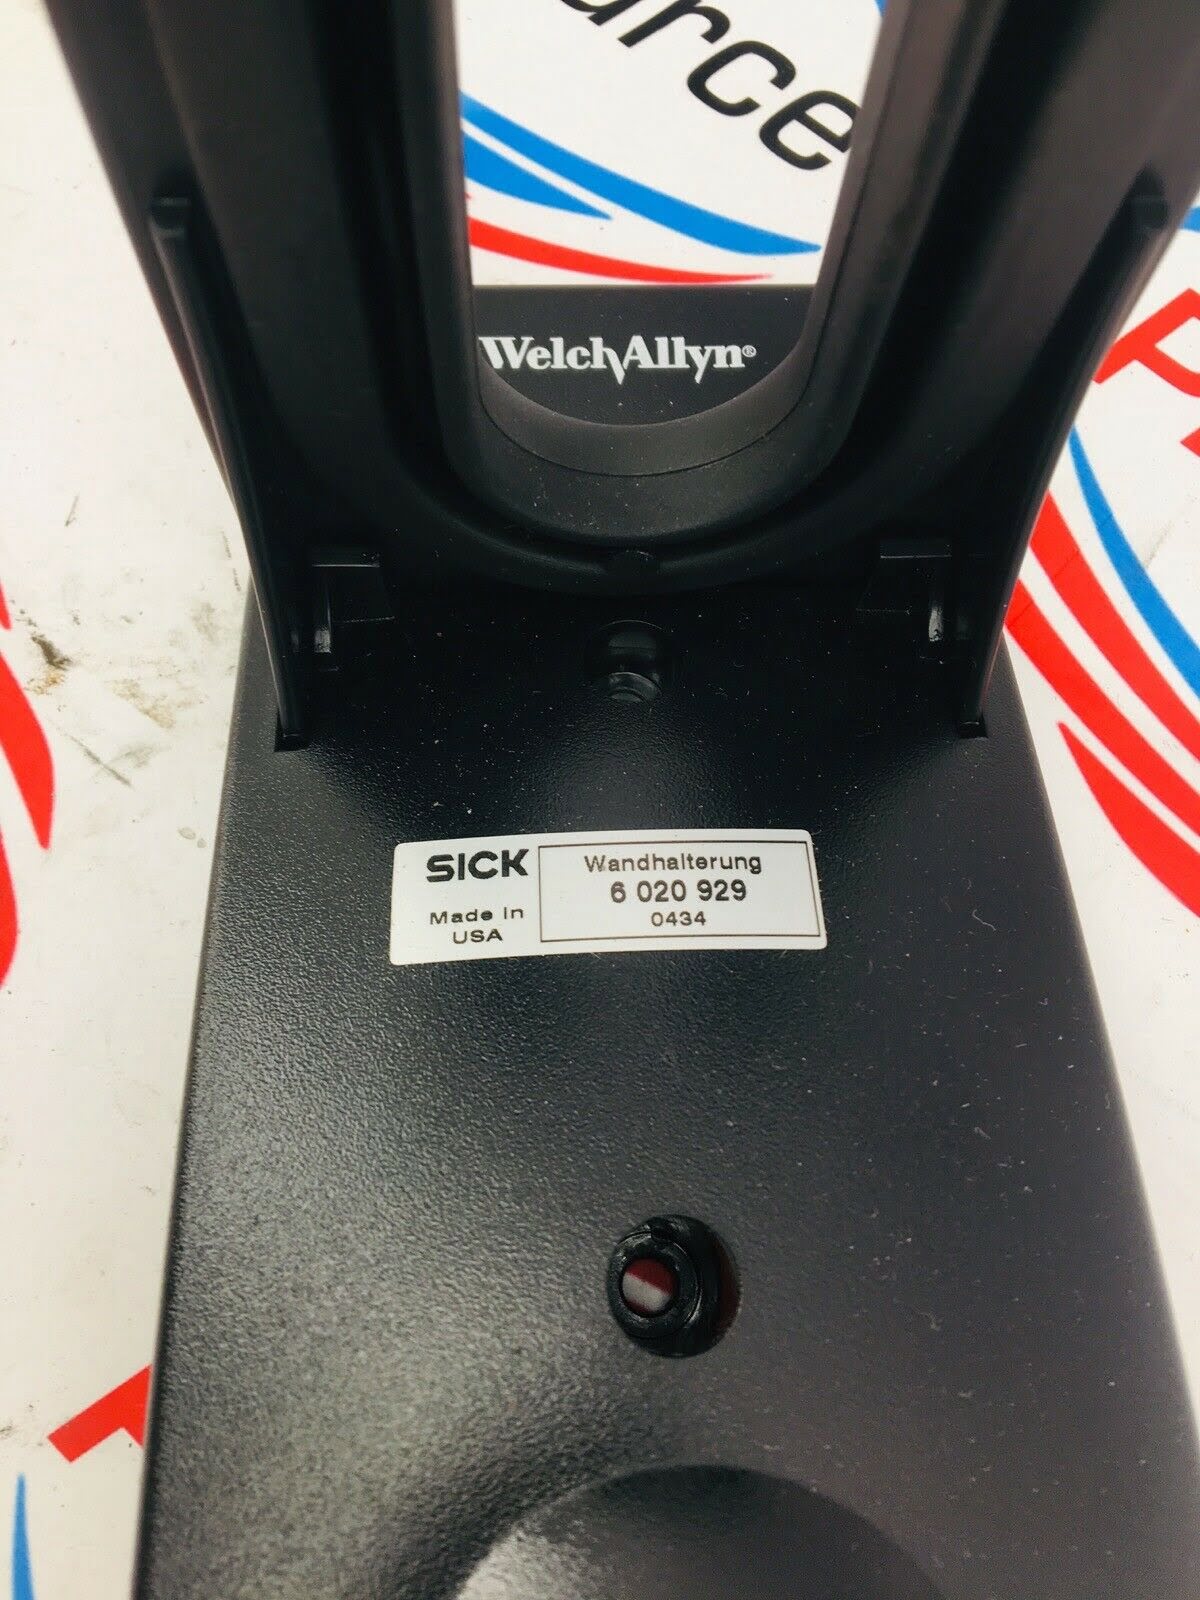 WelchAllyn®
SICK
Made in
USA
Wandhalterung
6 020 929
0434